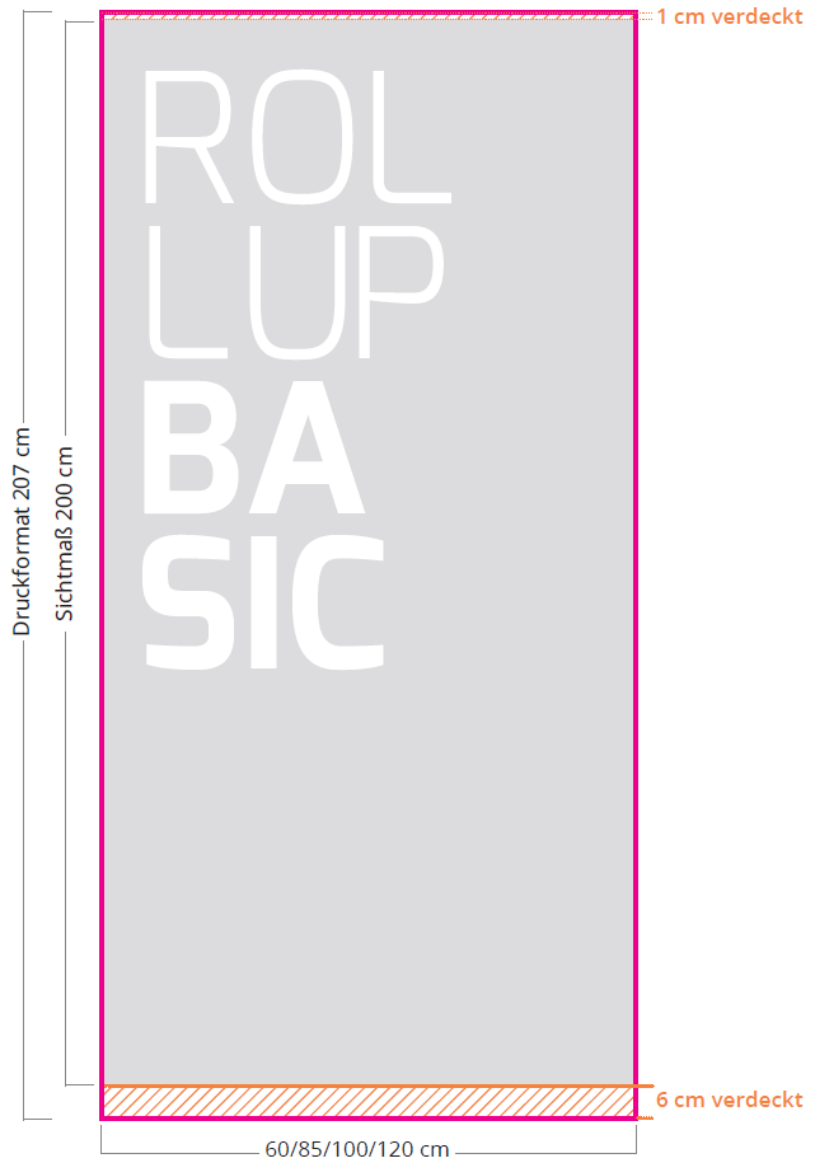 1 cm verdeckt
ROL
LUP
BA
SIC
Druckformat 207 cm
Sichtmaß 200 cm
6 cm verdeckt
60/85/100/120 cm